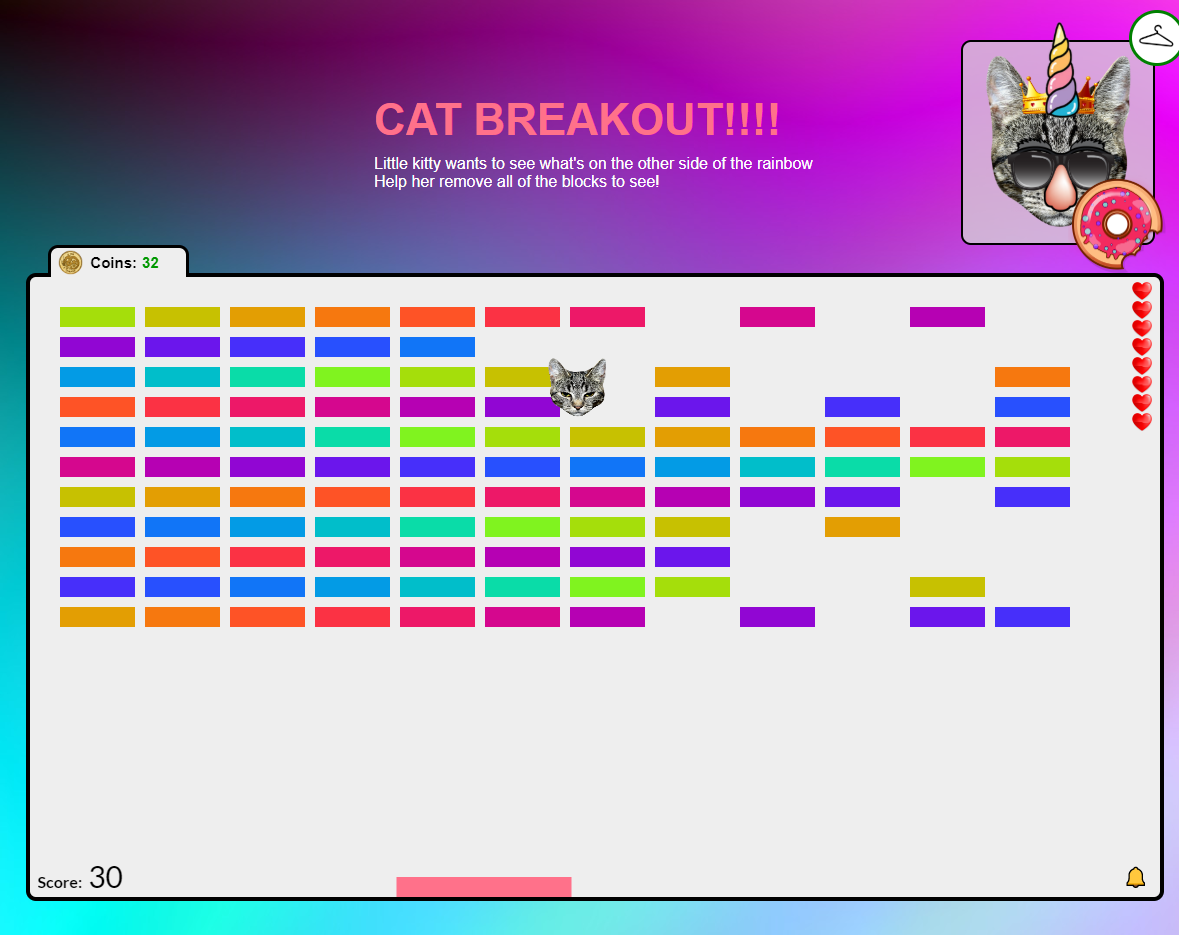 CAT BREAKOUT!!!!
Little kitty wants to see what's on the other side of the rainbow
Help her remove all of the blocks to see!
Coins: 32
Score: 30